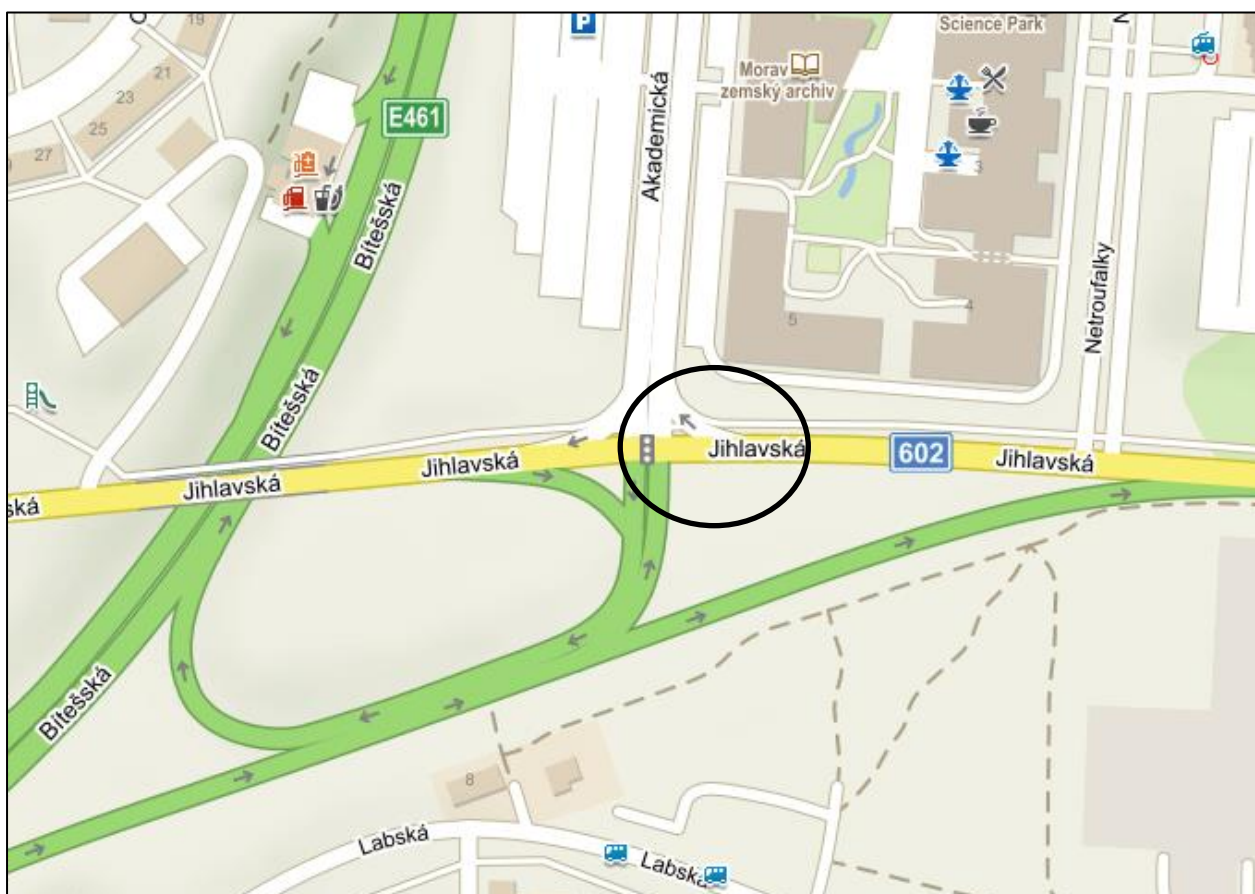 19
21
23
25
27
E461
P
Science Park
Morav
zemský archiv
3
4
5
Akademická
Bítešská
Bítešská
Bítešská
Netroufalky
N
Jihlavská
602
Jihlavská
Jihlavská
Jihlavská
ská
8
Labská
Labská